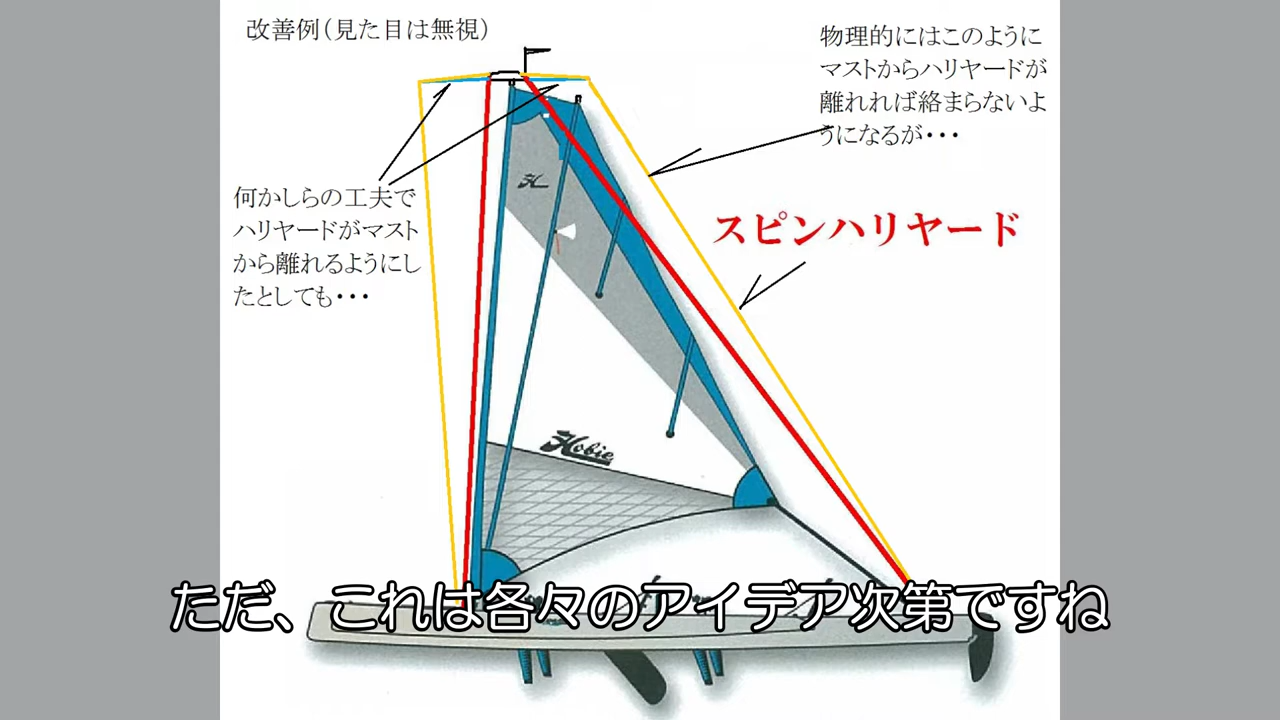 改善例(見た目は無視)
物理的にはこのように
マストからハリヤードが
離れれば絡まらないよ
うになるが・・・
何かしらの工夫で
ハリヤードがマスト
から離れるようにし
たとしても・・・
スピンハリヤード
Hobie
ただ、これは各々のアイデア次第ですね